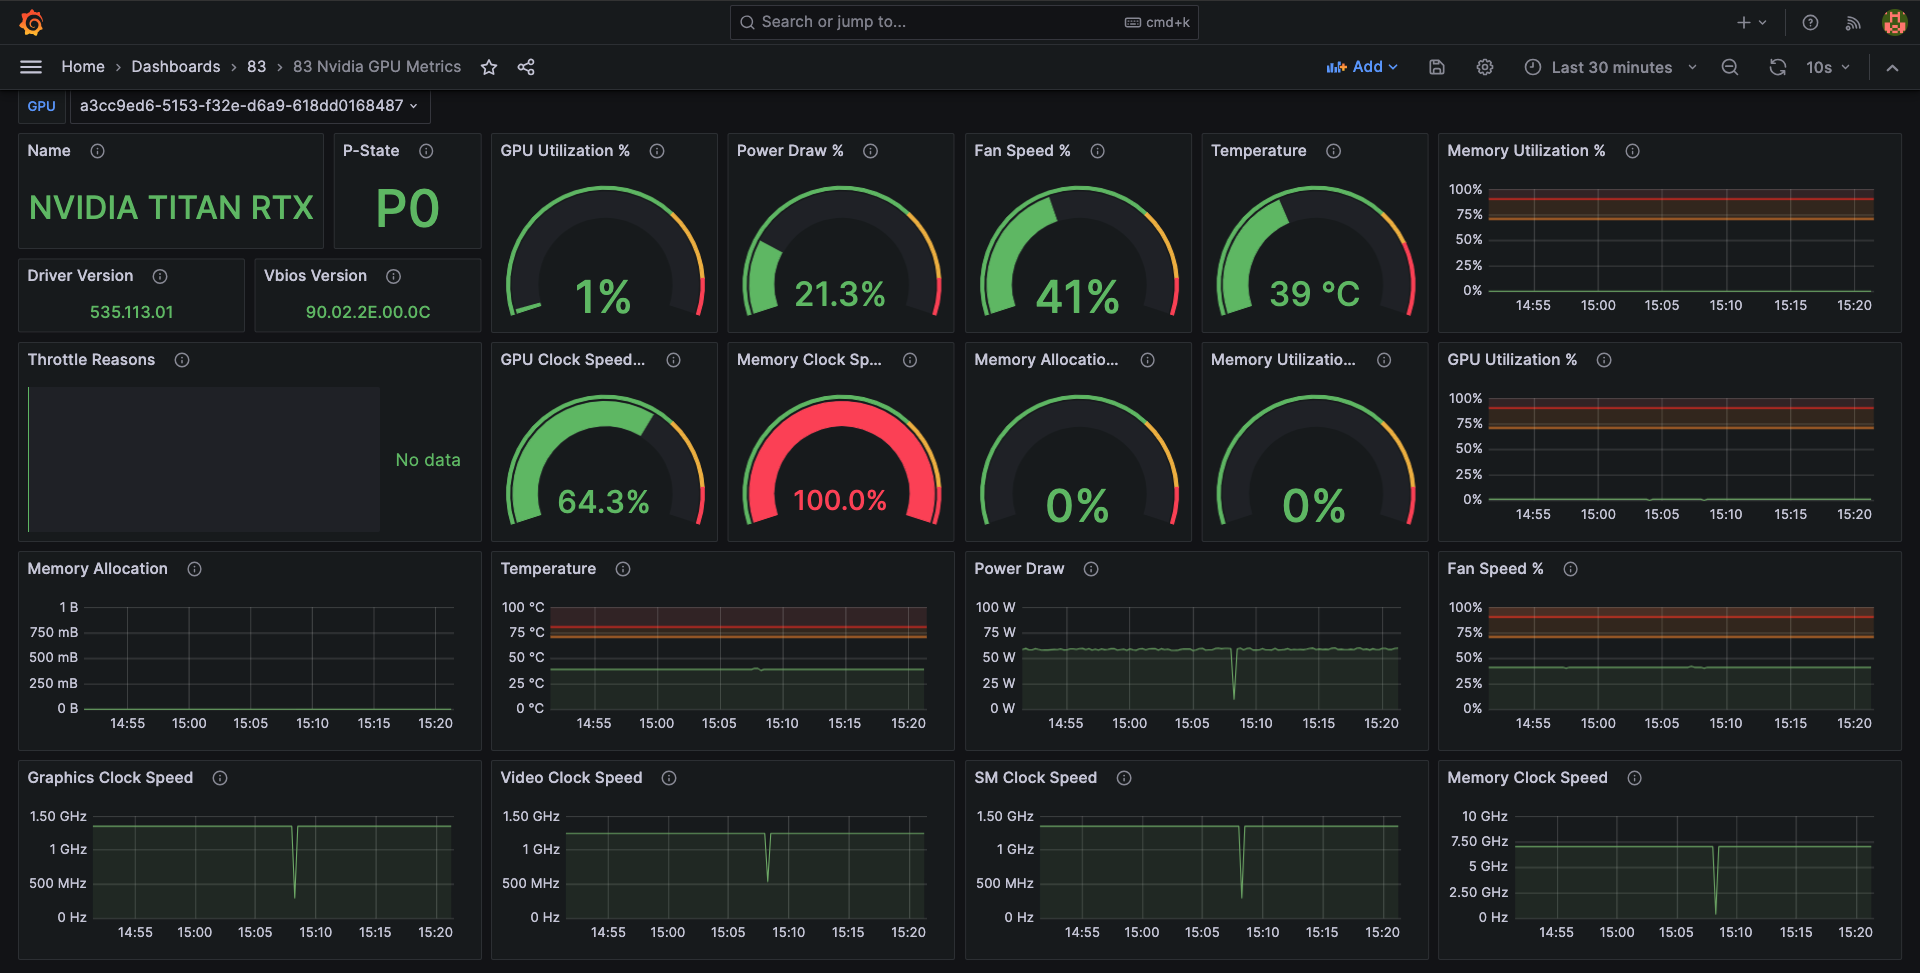 Search or jump to...
cmd+k
Home › Dashboards › 83 › 83 Nvidia GPU Metrics
Add
Last 30 minutes
10s
GPU
a3cc9ed6-5153-f32e-d6a9-618dd0168487
Name
NVIDIA TITAN RTX
P-State
P0
Driver Version
535.113.01
Vbios Version
90.02.2E.00.0C
GPU Utilization %
1%
Power Draw %
21.3%
Fan Speed %
41%
Temperature
39 °C
Memory Utilization %
100%
75%
50%
25%
0%
14:55 15:00 15:05 15:10 15:15 15:20
Throttle Reasons
No data
GPU Clock Speed...
64.3%
Memory Clock Sp...
100.0%
Memory Allocatio...
0%
Memory Utilizatio...
0%
GPU Utilization %
100%
75%
50%
25%
0%
14:55 15:00 15:05 15:10 15:15 15:20
Memory Allocation
1 B
750 mB
500 mB
250 mB
0 B
14:55 15:00 15:05 15:10 15:15 15:20
Temperature
100 °C
75 °C
50 °C
25 °C
0 °C
14:55 15:00 15:05 15:10 15:15 15:20
Power Draw
100 W
75 W
50 W
25 W
0 W
14:55 15:00 15:05 15:10 15:15 15:20
Fan Speed %
100%
75%
50%
25%
0%
14:55 15:00 15:05 15:10 15:15 15:20
Graphics Clock Speed
1.50 GHz
1 GHz
500 MHz
0 Hz
14:55 15:00 15:05 15:10 15:15 15:20
Video Clock Speed
1.50 GHz
1 GHz
500 MHz
0 Hz
14:55 15:00 15:05 15:10 15:15 15:20
SM Clock Speed
1.50 GHz
1 GHz
500 MHz
0 Hz
14:55 15:00 15:05 15:10 15:15 15:20
Memory Clock Speed
10 GHz
7.50 GHz
5 GHz
2.50 GHz
0 Hz
14:55 15:00 15:05 15:10 15:15 15:20